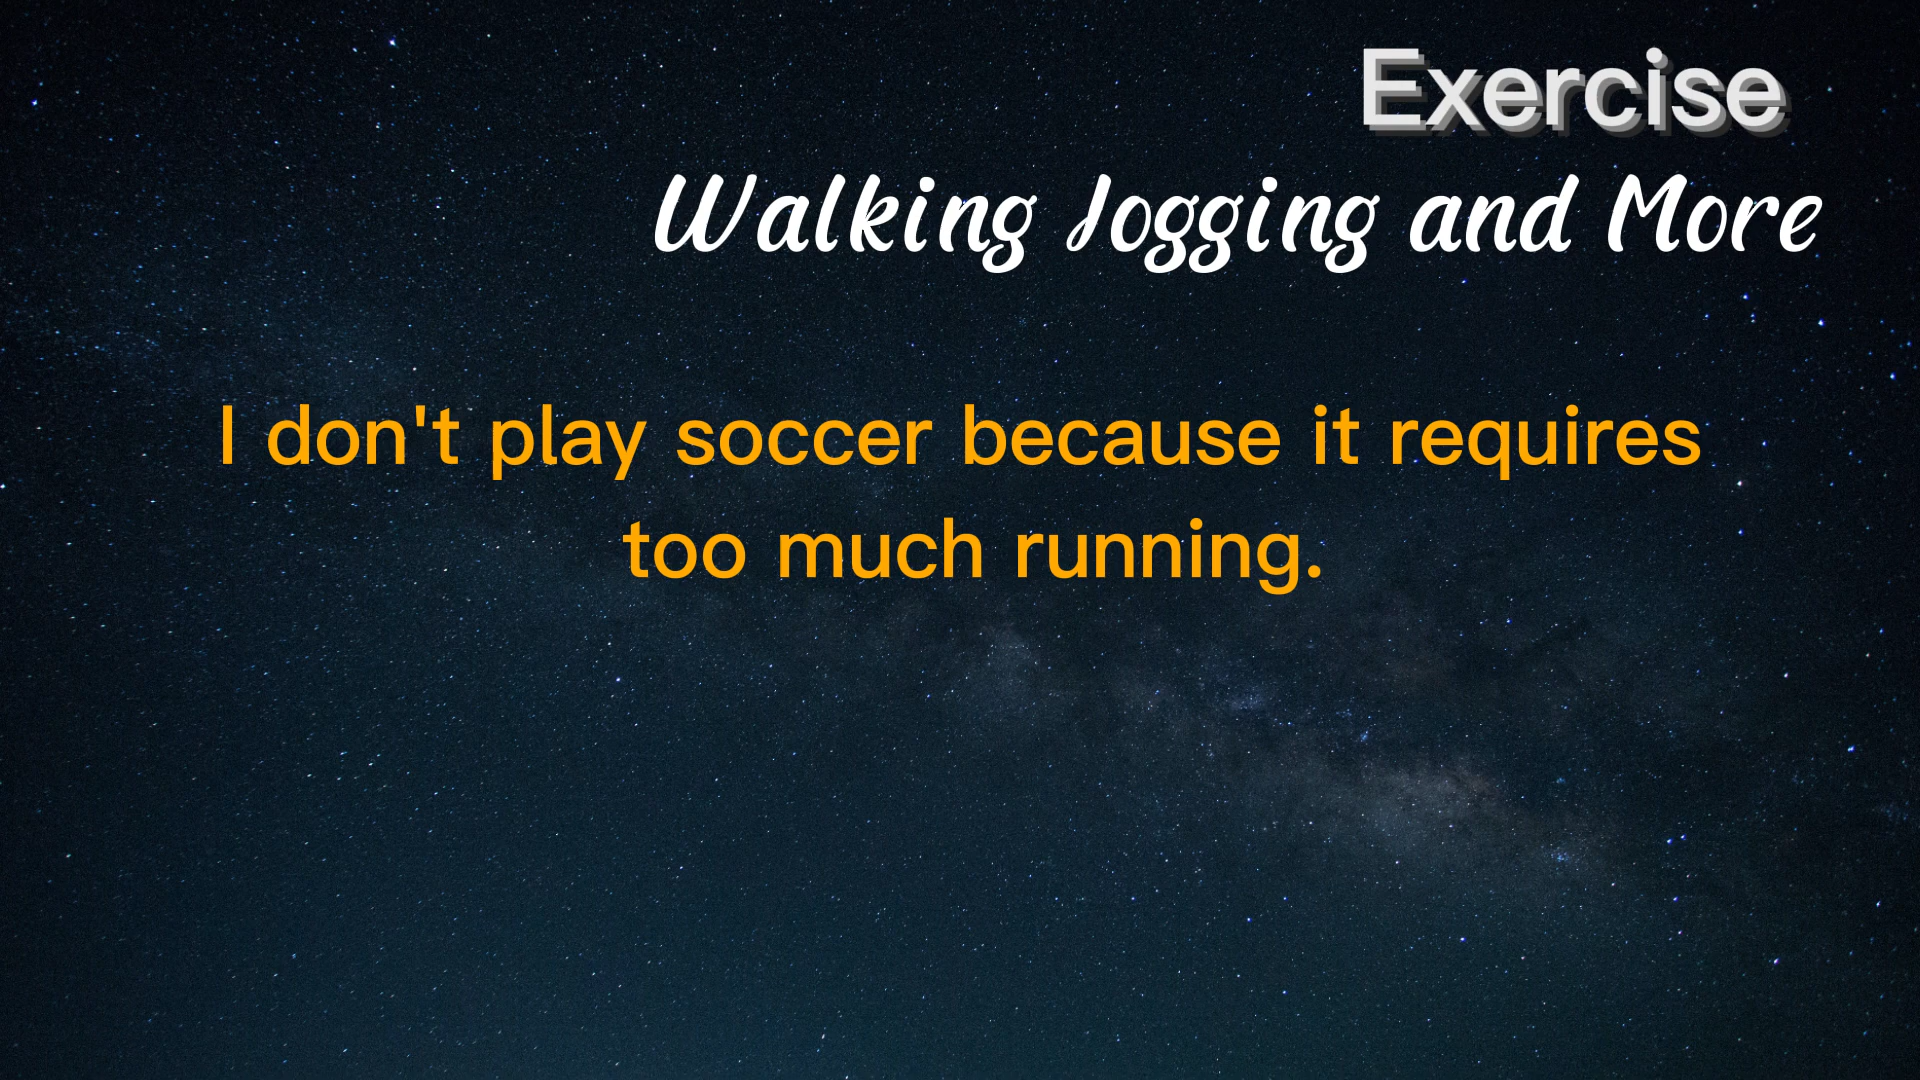 Exercise
Walking Jogging and More
I don't play soccer because it requires
too much running.